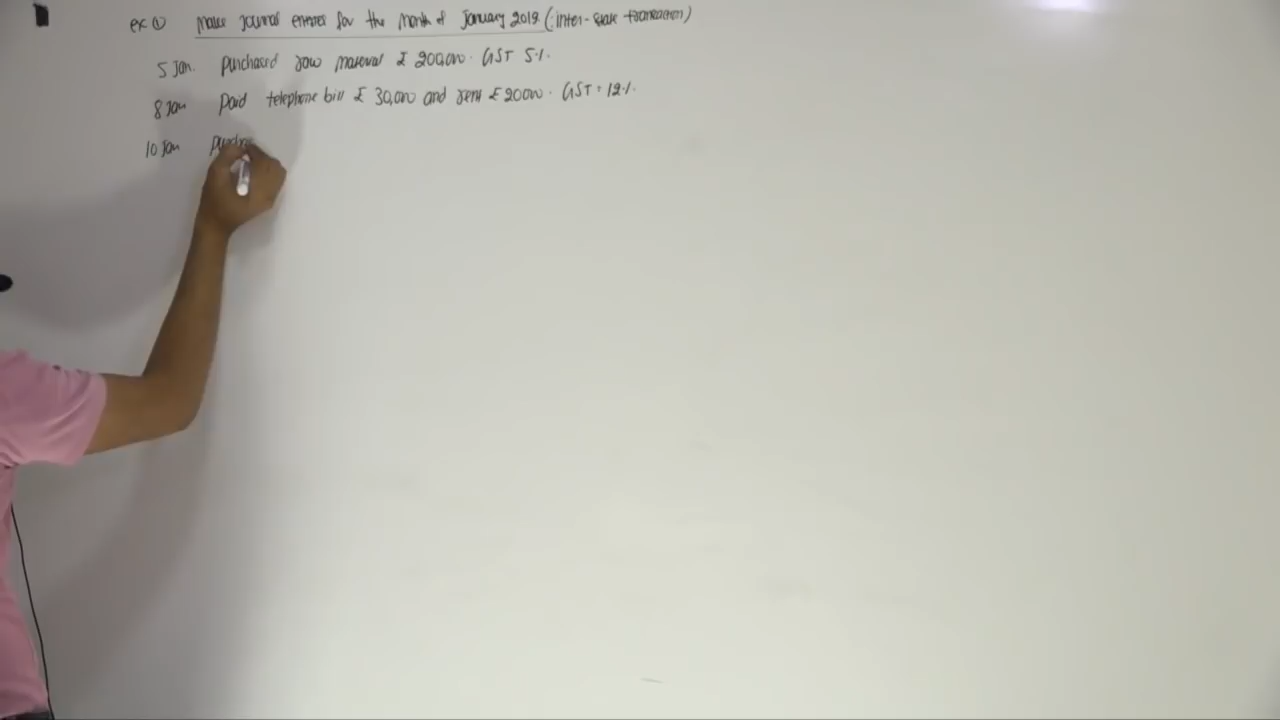 ex ① Make journal entries for the month of January 2019 (inter-state transaction)
5 Jan. Purchased raw material ₹ 200,000. GST 5%.
8 Jan Paid telephone bill ₹ 30,000 and rent ₹ 2000. GST = 12%.
10 Jan